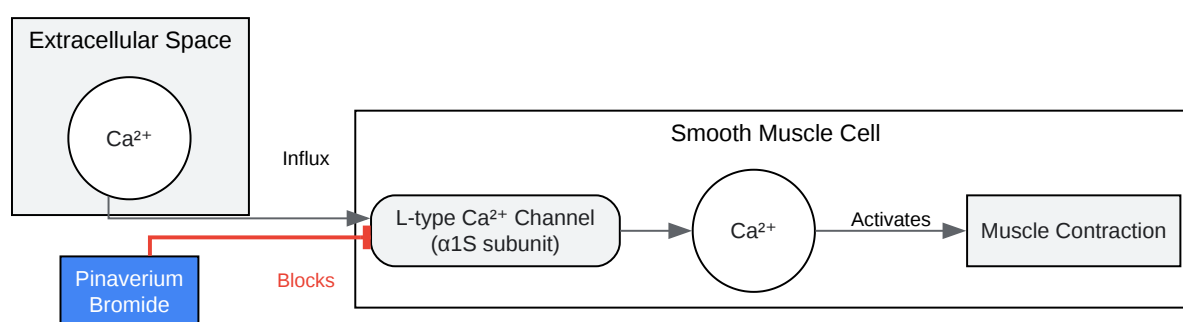 Extracellular Space
Ca²⁺
Influx
Smooth Muscle Cell
L-type Ca²⁺ Channel
(α1S subunit)
Ca²⁺
Activates
Muscle Contraction
Blocks
Pinaverium
Bromide